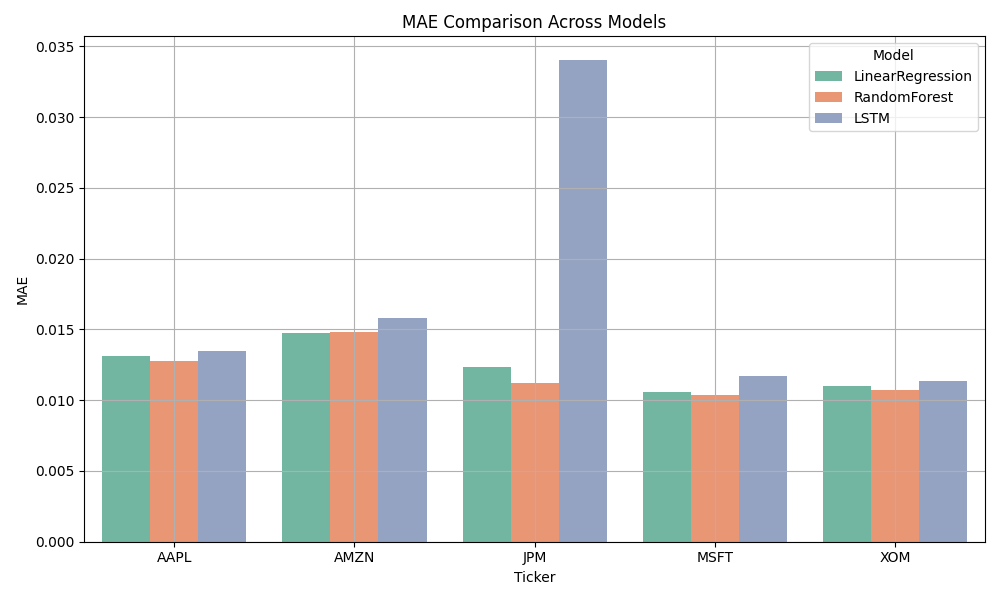 MAE Comparison Across Models
Model
LinearRegression
RandomForest
LSTM
MAE
0.035
0.030
0.025
0.020
0.015
0.010
0.005
0.000
AAPL AMZN JPM MSFT XOM
Ticker